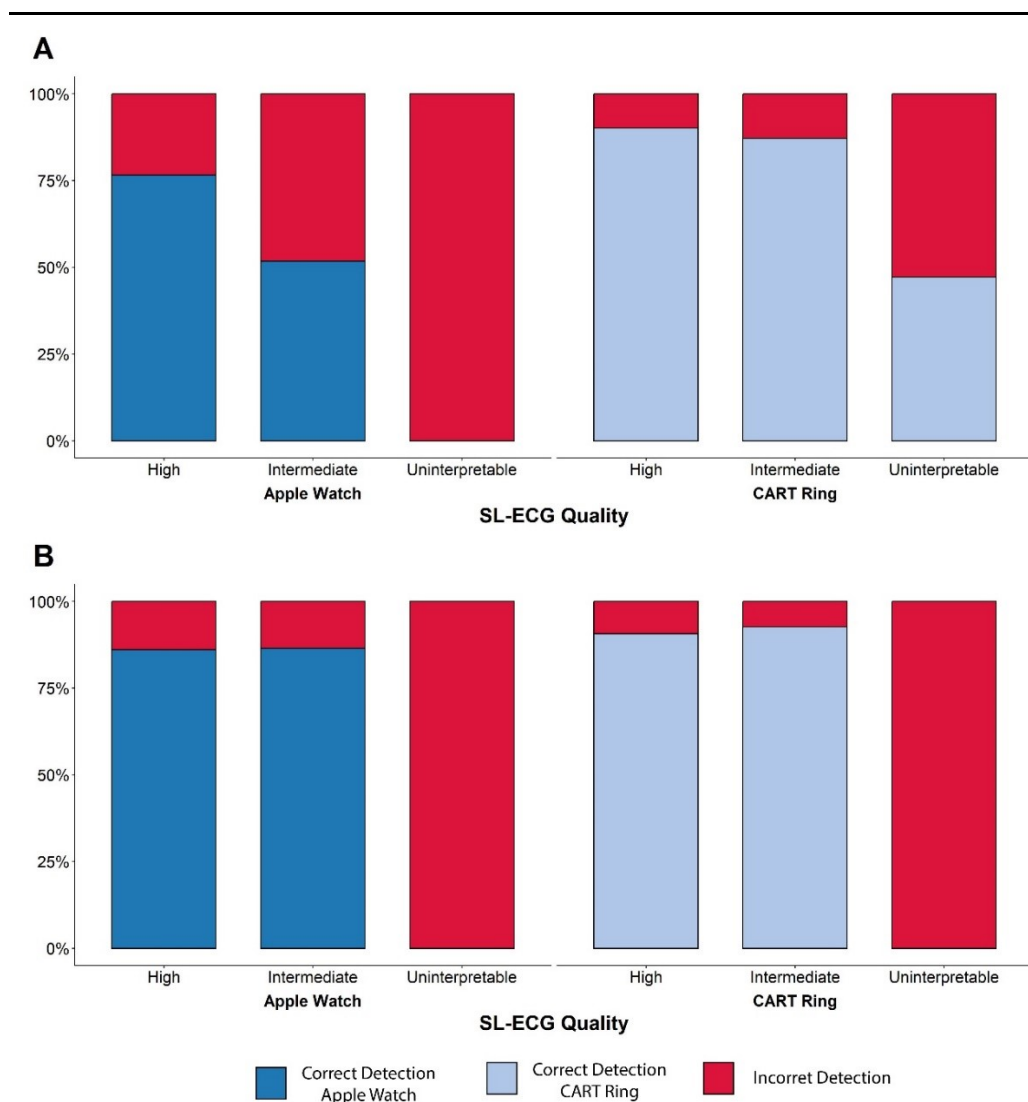 A
100%
75%
50%
25%
0%
High Intermediate Uninterpretable High Intermediate Uninterpretable
Apple Watch CART Ring
SL-ECG Quality
B
100%
75%
50%
25%
0%
High Intermediate Uninterpretable High Intermediate Uninterpretable
Apple Watch CART Ring
SL-ECG Quality
Correct Detection Correct Detection Incorret Detection
Apple Watch CART Ring